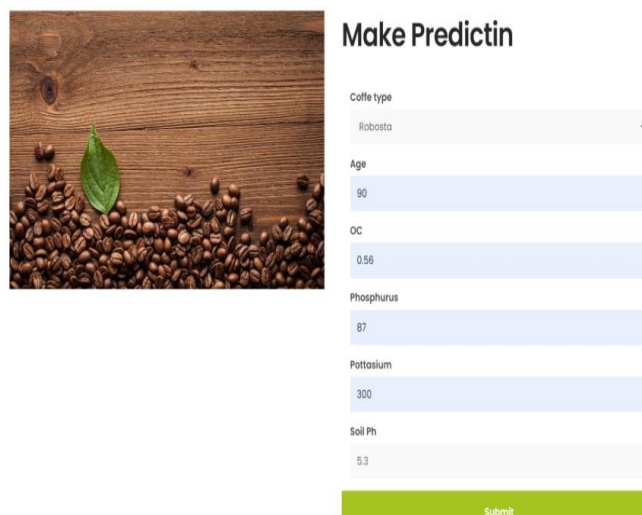 Make Predictin
Coffe type
Robosta
Age
90
OC
0.56
Phosphurus
87
Pottasium
300
Soil Ph
5.3
Submit